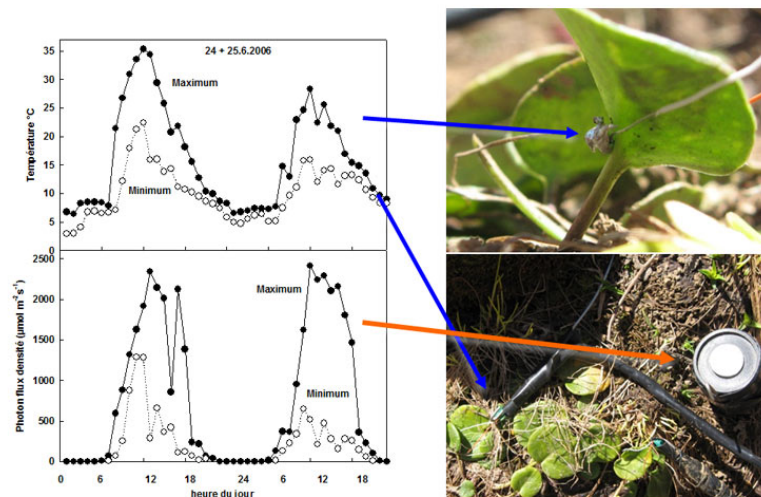 24 + 25.6.2006
Température °C
35
30
25
20
15
10
5
0
Maximum
Minimum
Photon flux densité (µmol m-2 s-1)
2500
2000
1500
1000
500
0
Maximum
Minimum
0 6 12 18 24 6 12 18
heure du jour